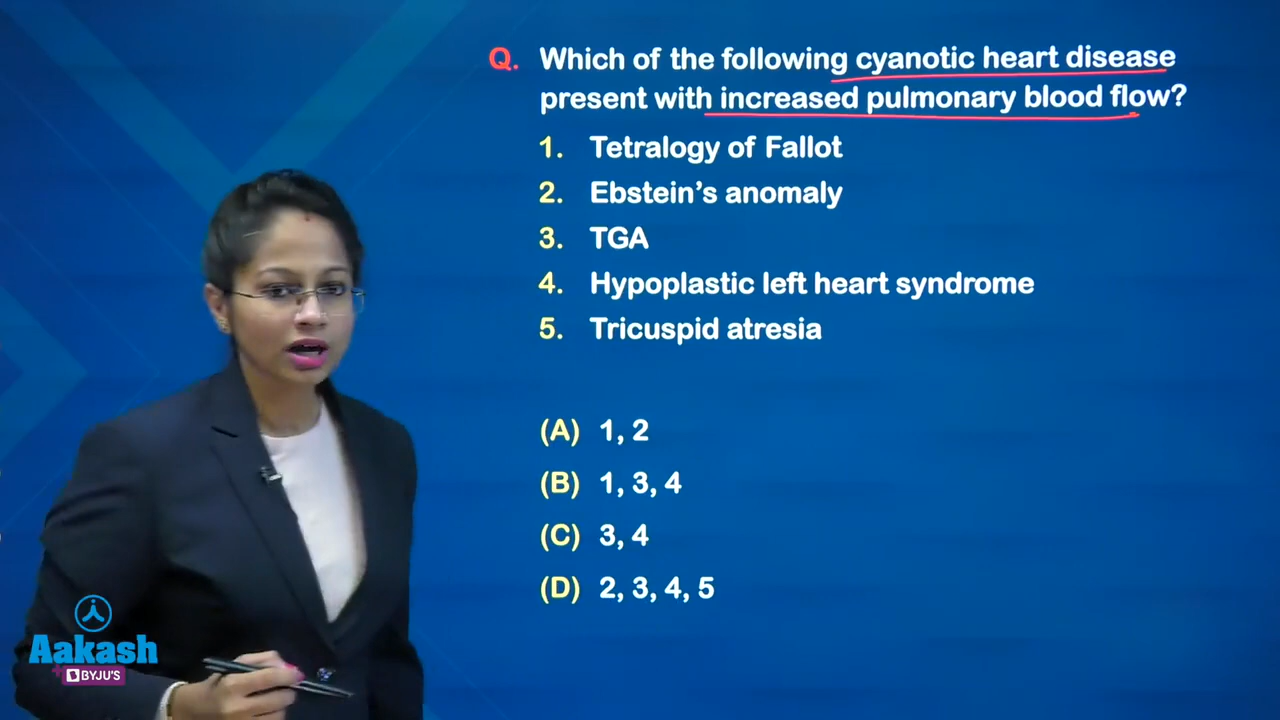 Q. Which of the following cyanotic heart disease
present with increased pulmonary blood flow?
1. Tetralogy of Fallot
2. Ebstein's anomaly
3. TGA
4. Hypoplastic left heart syndrome
5. Tricuspid atresia
(A) 1, 2
(B) 1, 3, 4
(C) 3, 4
(D) 2, 3, 4, 5
Aakash
BYJU'S